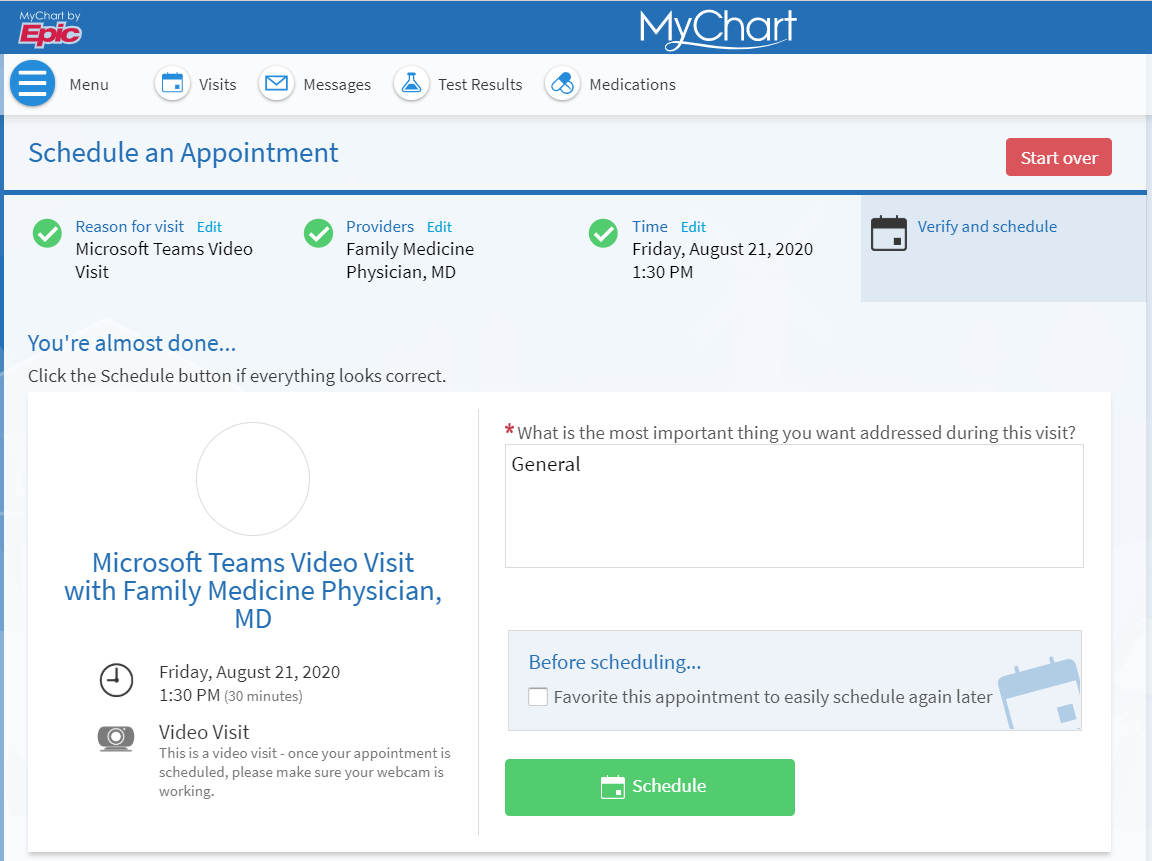 MyChart by
Epic
MyChart
Menu
Visits
Messages
Test Results
Medications
Schedule an Appointment
Start over
Reason for visit Edit
Microsoft Teams Video
Visit
Providers Edit
Family Medicine
Physician, MD
Time Edit
Friday, August 21, 2020
1:30 PM
Verify and schedule
You're almost done...
Click the Schedule button if everything looks correct.
Microsoft Teams Video Visit
with Family Medicine Physician,
MD
Friday, August 21, 2020
1:30 PM (30 minutes)
Video Visit
This is a video visit - once your appointment is
scheduled, please make sure your webcam is
working.
*What is the most important thing you want addressed during this visit?
General
Before scheduling...
Favorite this appointment to easily schedule again later
Schedule